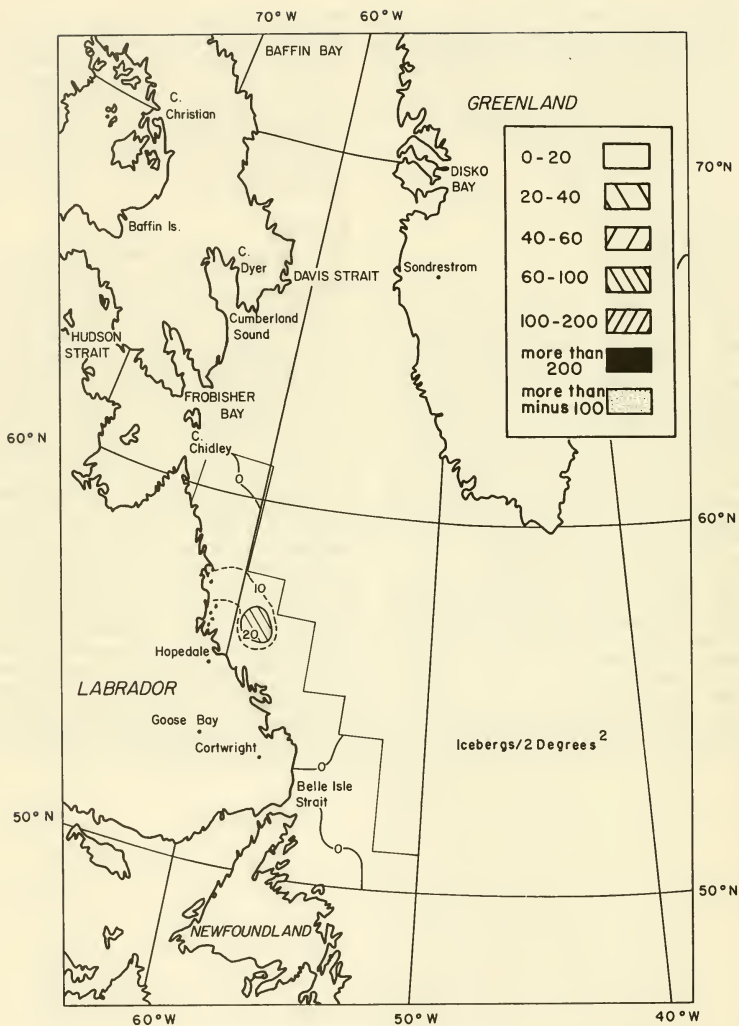 70° W 60° W
BAFFIN BAY
C.
Christian
GREENLAND
0-20
20-40
40-60
60-100
100-200
more than
200
more than
minus 100
70° N
DISKO
BAY
Baffin Is.
C.
Dyer
DAVIS STRAIT
Sondrestrom
Cumberland
Sound
HUDSON
STRAIT
FROBISHER
BAY
60° N
C.
Chidley
0
60° N
10
20
Hopedale
LABRADOR
Goose Bay
Cortwright
Icebergs/2 Degrees²
0
Belle Isle
Strait
50° N
0
50° N
NEWFOUNDLAND
60° W 50° W 40° W